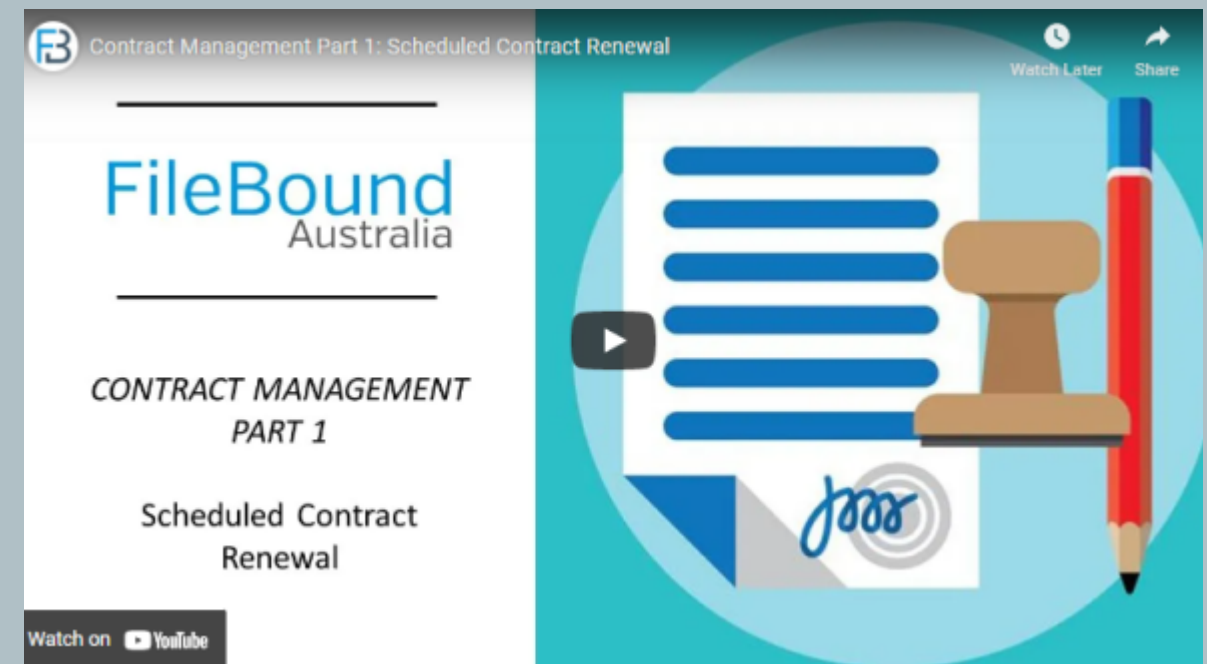 Contract Management Part 1: Scheduled Contract Renewal
Watch Later
Share
FileBound
Australia
CONTRACT MANAGEMENT
PART 1
Scheduled Contract
Renewal
Watch on YouTube